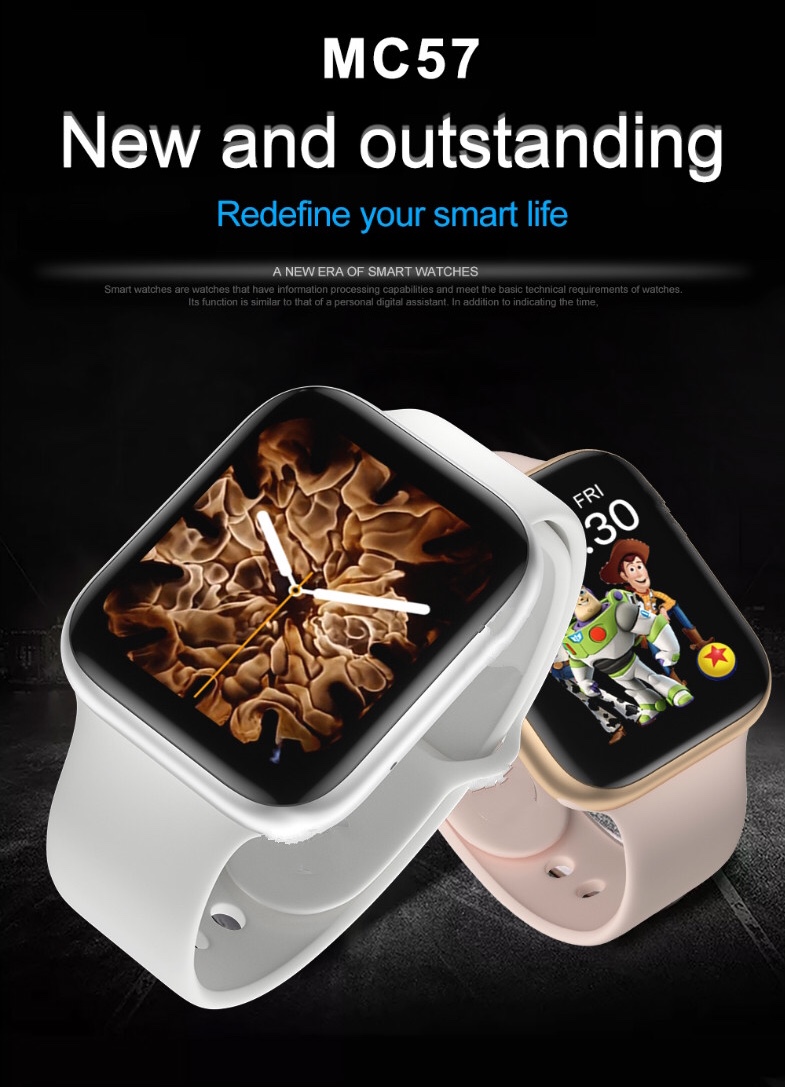 MC57
New and outstanding
Redefine your smart life
A NEW ERA OF SMART WATCHES
Smart watches are watches that have information processing capabilities and meet the basic technical requirements of watches.
Its function is similar to that of a personal digital assistant. In addition to indicating the time,
FRI
:30